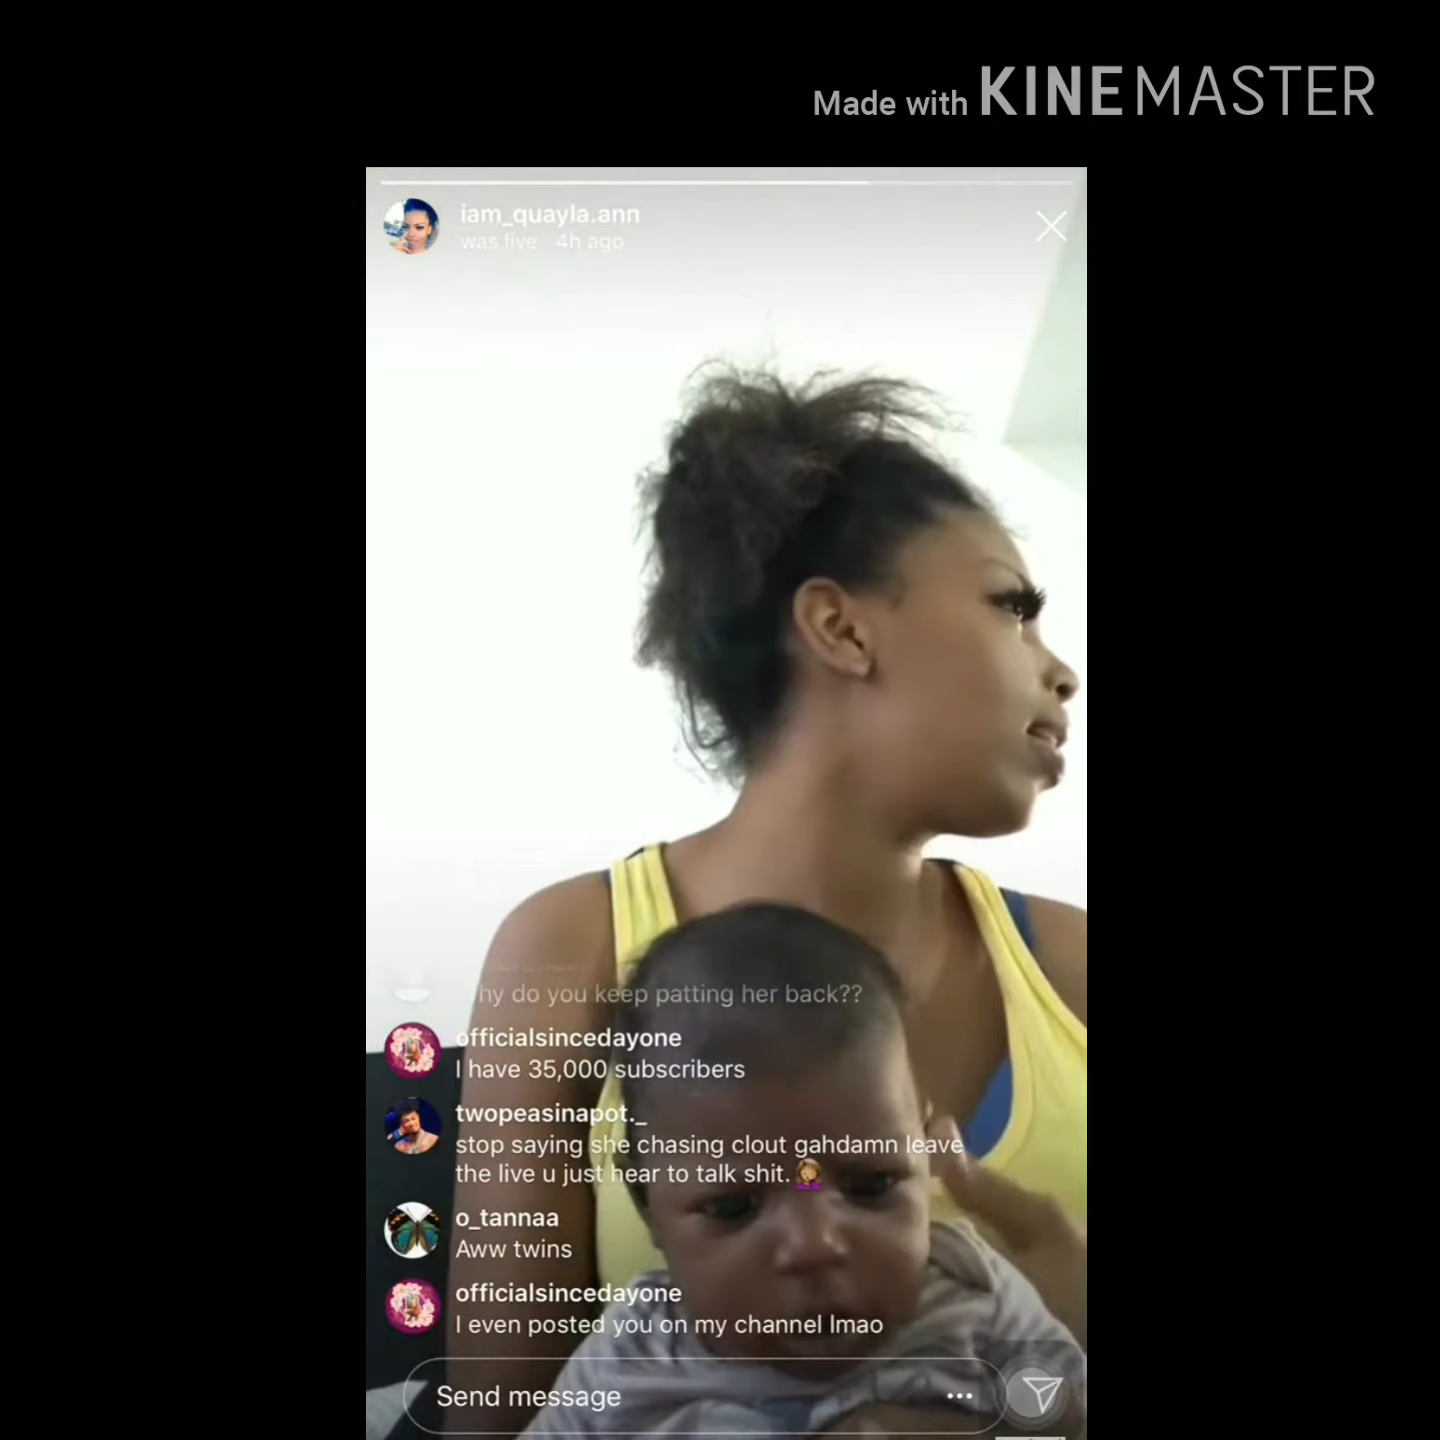 Made with KINEMASTER
iam_quayla.ann
was live 4h ago
hy do you keep patting her back??
officialsincedayone
I have 35,000 subscribers
twopeasinapot._
stop saying she chasing clout gahdamn leave
the live u just hear to talk shit. 🤦🏽‍♀️
o_tannaa
Aww twins
officialsincedayone
I even posted you on my channel lmao
Send message